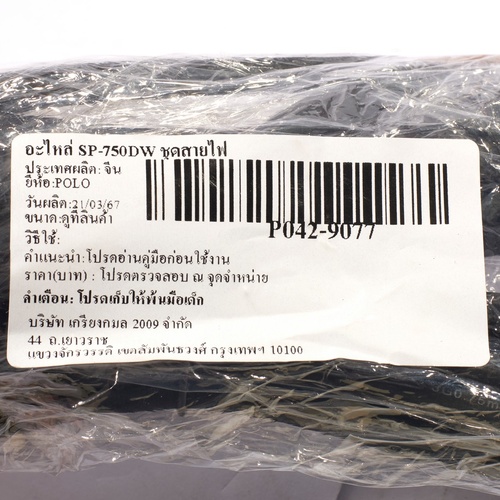 อะไหล่ SP-750DW ชุดสายไฟ
ประเทศผลิต: จีน
ยี่ห้อ:POLO
วันผลิต:21/03/67
ขนาด:ดูที่สินค้า
P042-9077
วิธีใช้:
คำแนะนำ:โปรดอ่านคู่มือก่อนใช้งาน
ราคา(บาท) : โปรดตรวจสอบ ณ จุดจำหน่าย
คำเตือน: โปรดเก็บให้พ้นมือเด็ก
บริษัท เกรียงกมล 2009 จำกัด
44 ถ.เยาวราช
แขวงจักรวรรดิ เขตสัมพันธวงศ์ กรุงเทพฯ 10100